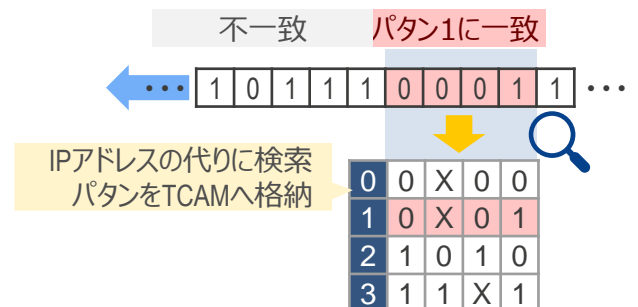 不一致 パタン1に一致
・・・ 1 0 1 1 1 0 0 0 1 1 ・・・
IPアドレスの代りに検索
パタンをTCAMへ格納
0 0 X 0 0
1 0 X 0 1
2 1 0 1 0
3 1 1 X 1